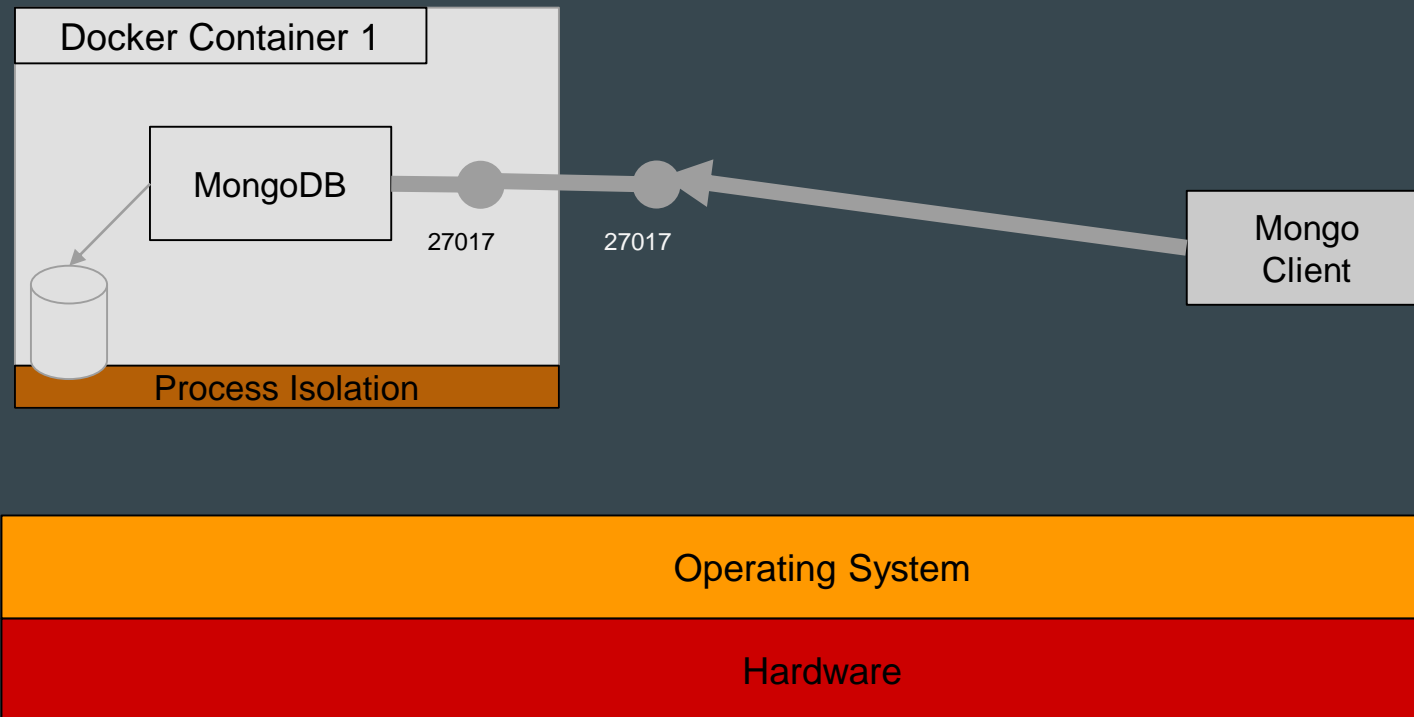 Docker Container 1
MongoDB
27017
27017
Mongo
Client
Process Isolation
Operating System
Hardware